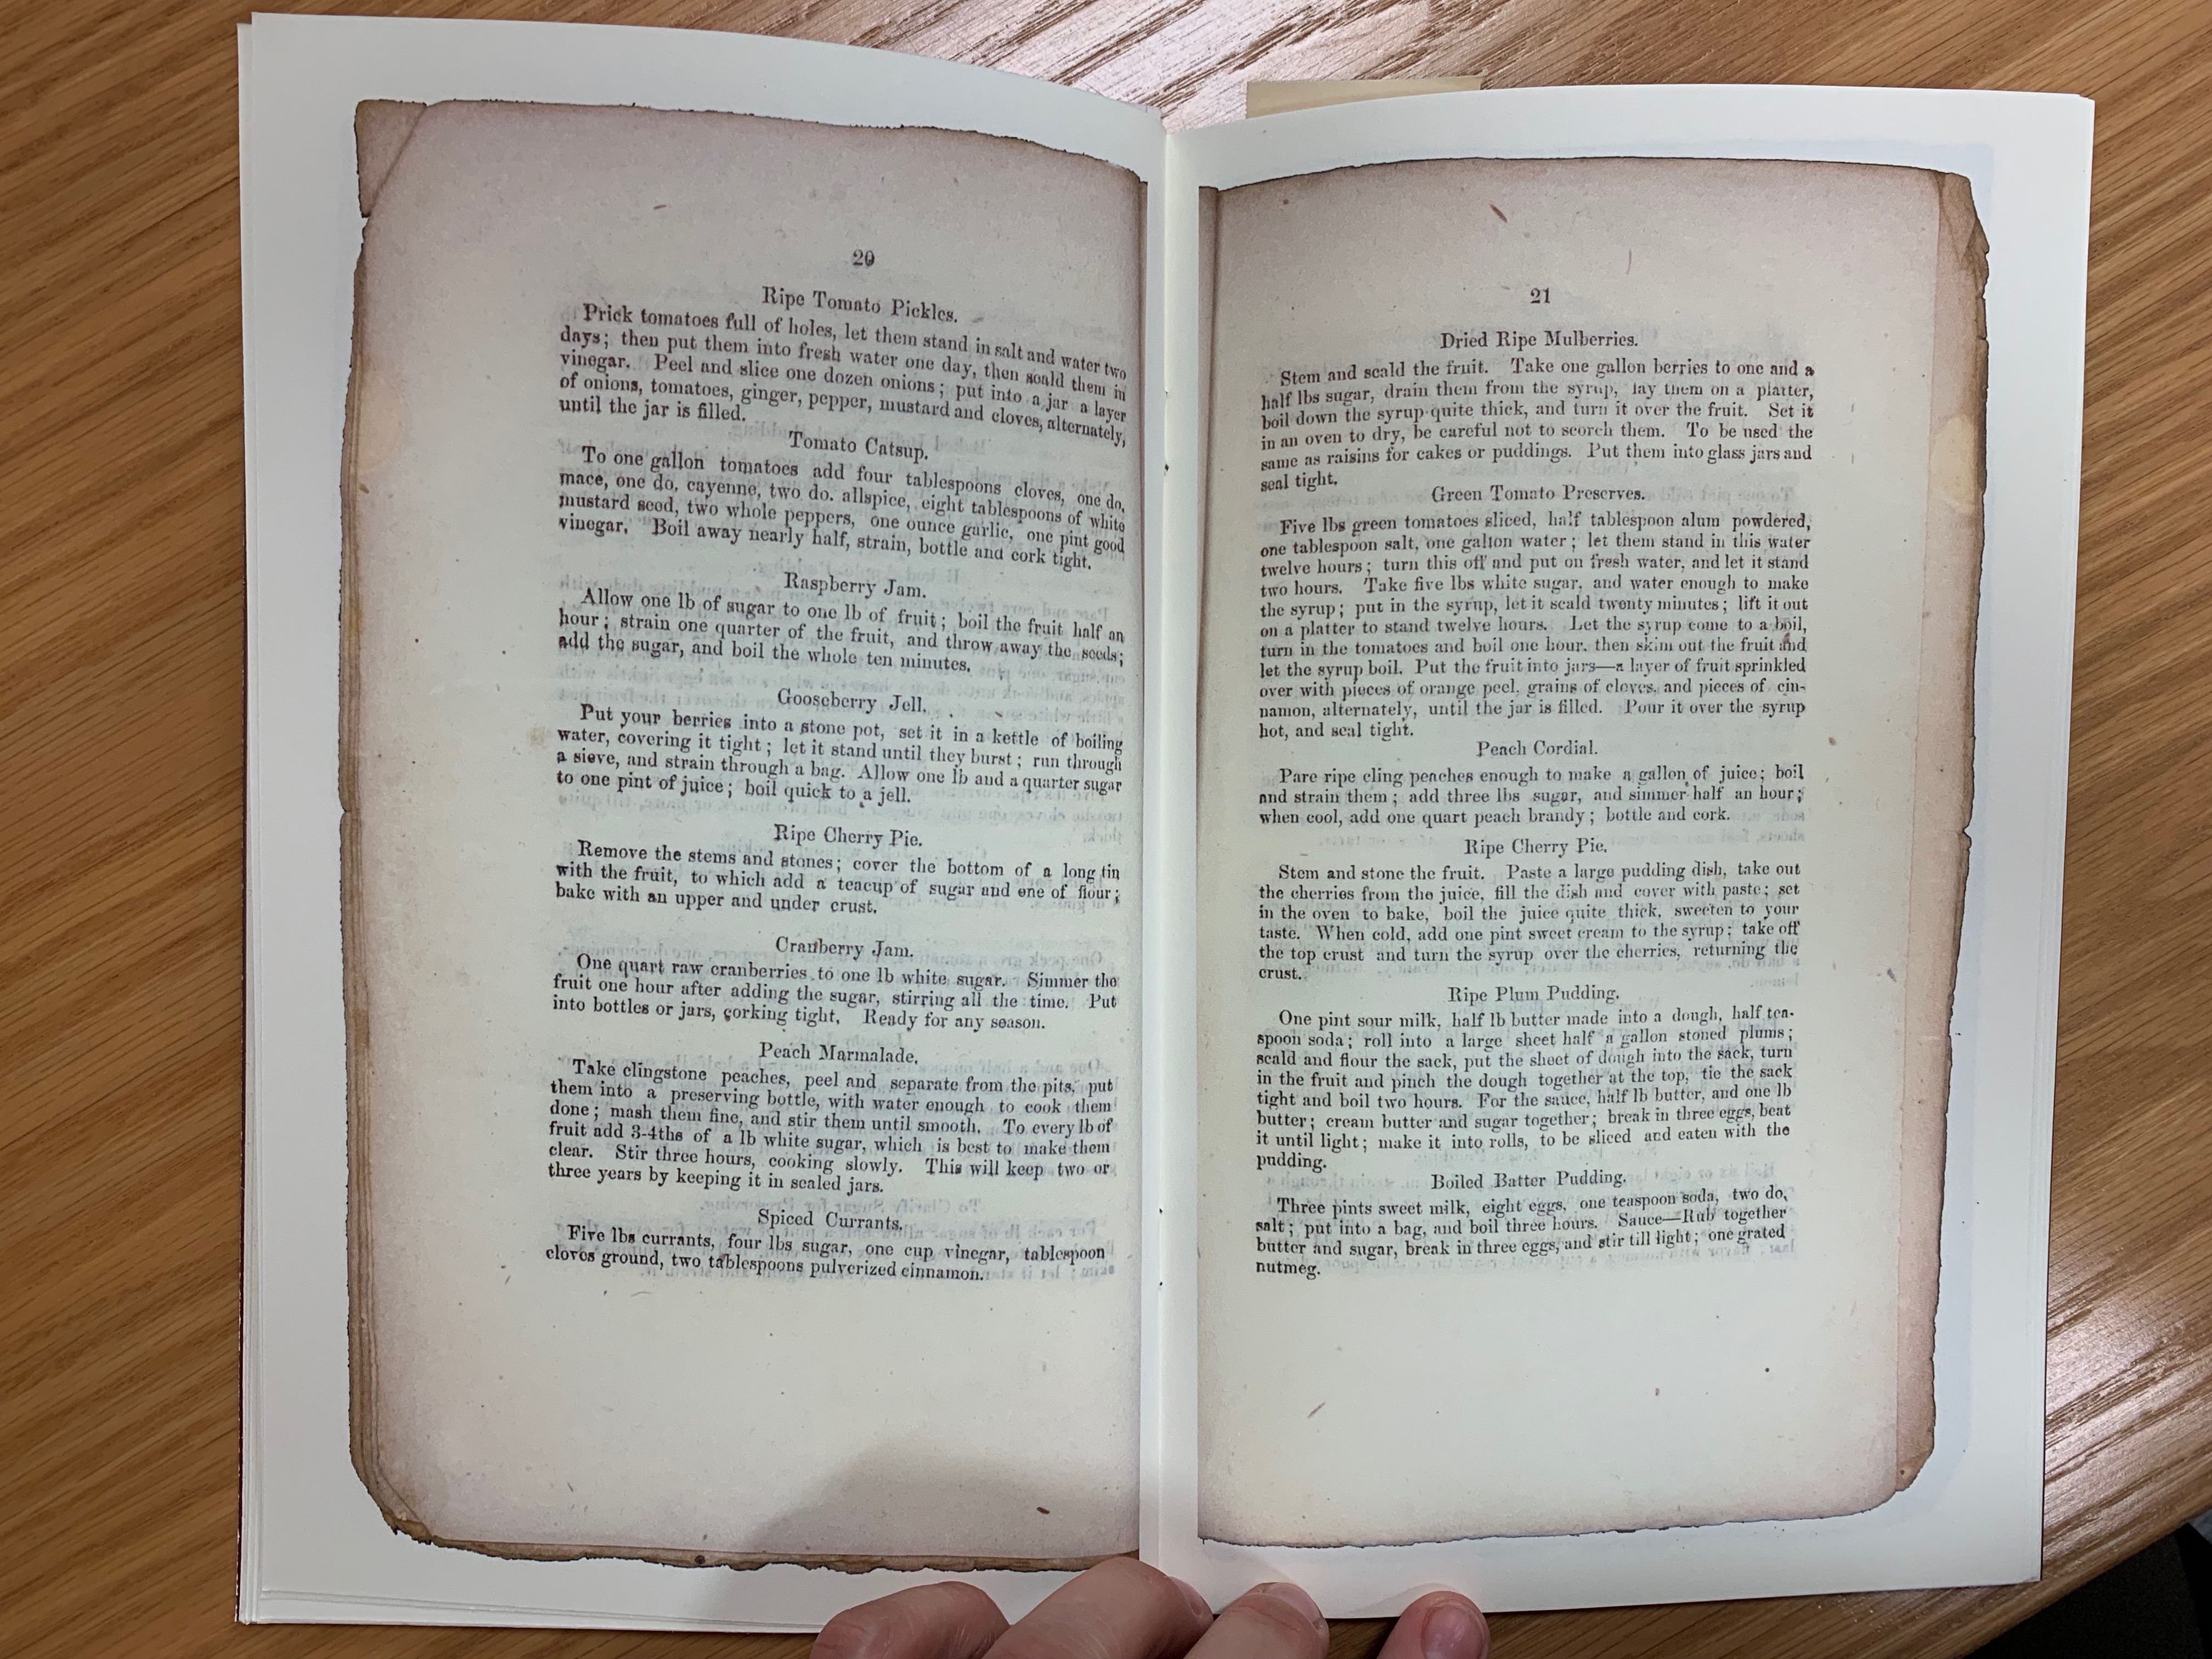 20
Ripe Tomato Pickles.
Prick tomatoes full of holes, let them stand in salt and water two
days; then put them into fresh water one day, then scald them in
vinegar. Peel and slice one dozen onions; put into a jar a layer
of onions, tomatoes, ginger, pepper, mustard and cloves, alternately,
until the jar is filled.
Tomato Catsup.
To one gallon tomatoes add four tablespoons cloves, one do.
mace, one do. cayenne, two do. allspice, eight tablespoons of white
mustard seed, two whole peppers, one ounce garlic, one pint good
vinegar. Boil away nearly half, strain, bottle and cork tight.
Raspberry Jam.
Allow one lb of sugar to one lb of fruit; boil the fruit half an
hour; strain one quarter of the fruit, and throw away the seeds;
add the sugar, and boil the whole ten minutes.
Gooseberry Jell.
Put your berries into a stone pot, set it in a kettle of boiling
water, covering it tight; let it stand until they burst; run through
a sieve, and strain through a bag. Allow one lb and a quarter sugar
to one pint of juice; boil quick to a jell.
Ripe Cherry Pie.
Remove the stems and stones; cover the bottom of a long tin
with the fruit, to which add a teacup of sugar and one of flour;
bake with an upper and under crust.
Cranberry Jam.
One quart raw cranberries to one lb white sugar. Simmer the
fruit one hour after adding the sugar, stirring all the time. Put
into bottles or jars, corking tight. Ready for any season.
Peach Marmalade.
Take clingstone peaches, peel and separate from the pits, put
them into a preserving bottle, with water enough to cook them
done; mash them fine, and stir them until smooth. To every lb of
fruit add 3-4ths of a lb white sugar, which is best to make them
clear. Stir three hours, cooking slowly. This will keep two or
three years by keeping it in sealed jars.
Spiced Currants.
Five lbs currants, four lbs sugar, one cup vinegar, tablespoon
cloves ground, two tablespoons pulverized cinnamon.
21
Dried Ripe Mulberries.
Stem and scald the fruit. Take one gallon berries to one and a
half lbs sugar, drain them from the syrup, lay them on a platter,
boil down the syrup quite thick, and turn it over the fruit. Set it
in an oven to dry, be careful not to scorch them. To be used the
same as raisins for cakes or puddings. Put them into glass jars and
seal tight.
Green Tomato Preserves.
Five lbs green tomatoes sliced, half tablespoon alum powdered,
one tablespoon salt, one gallon water; let them stand in this water
twelve hours; turn this off and put on fresh water, and let it stand
two hours. Take five lbs white sugar, and water enough to make
the syrup; put in the syrup, let it scald twenty minutes; lift it out
on a platter to stand twelve hours. Let the syrup come to a boil,
turn in the tomatoes and boil one hour. then skim out the fruit and
let the syrup boil. Put the fruit into jars—a layer of fruit sprinkled
over with pieces of orange peel, grains of cloves, and pieces of cin-
namon, alternately, until the jar is filled. Pour it over the syrup
hot, and seal tight.
Peach Cordial.
Pare ripe cling peaches enough to make a gallon of juice; boil
and strain them; add three lbs sugar, and simmer half an hour;
when cool, add one quart peach brandy; bottle and cork.
Ripe Cherry Pie.
Stem and stone the fruit. Paste a large pudding dish, take out
the cherries from the juice, fill the dish and cover with paste; set
in the oven to bake, boil the juice quite thick, sweeten to your
taste. When cold, add one pint sweet cream to the syrup; take off
the top crust and turn the syrup over the cherries, returning the
crust.
Ripe Plum Pudding.
One pint sour milk, half lb butter made into a dough, half tea-
spoon soda; roll into a large sheet half a gallon stoned plums;
scald and flour the sack, put the sheet of dough into the sack, turn
in the fruit and pinch the dough together at the top, tie the sack
tight and boil two hours. For the sauce, half lb butter, and one lb
butter; cream butter and sugar together; break in three eggs, beat
it until light; make it into rolls, to be sliced and eaten with the
pudding.
Boiled Batter Pudding.
Three pints sweet milk, eight eggs, one teaspoon soda, two do.
salt; put into a bag, and boil three hours. Sauce—Rub together
butter and sugar, break in three eggs, and stir till light; one grated
nutmeg.